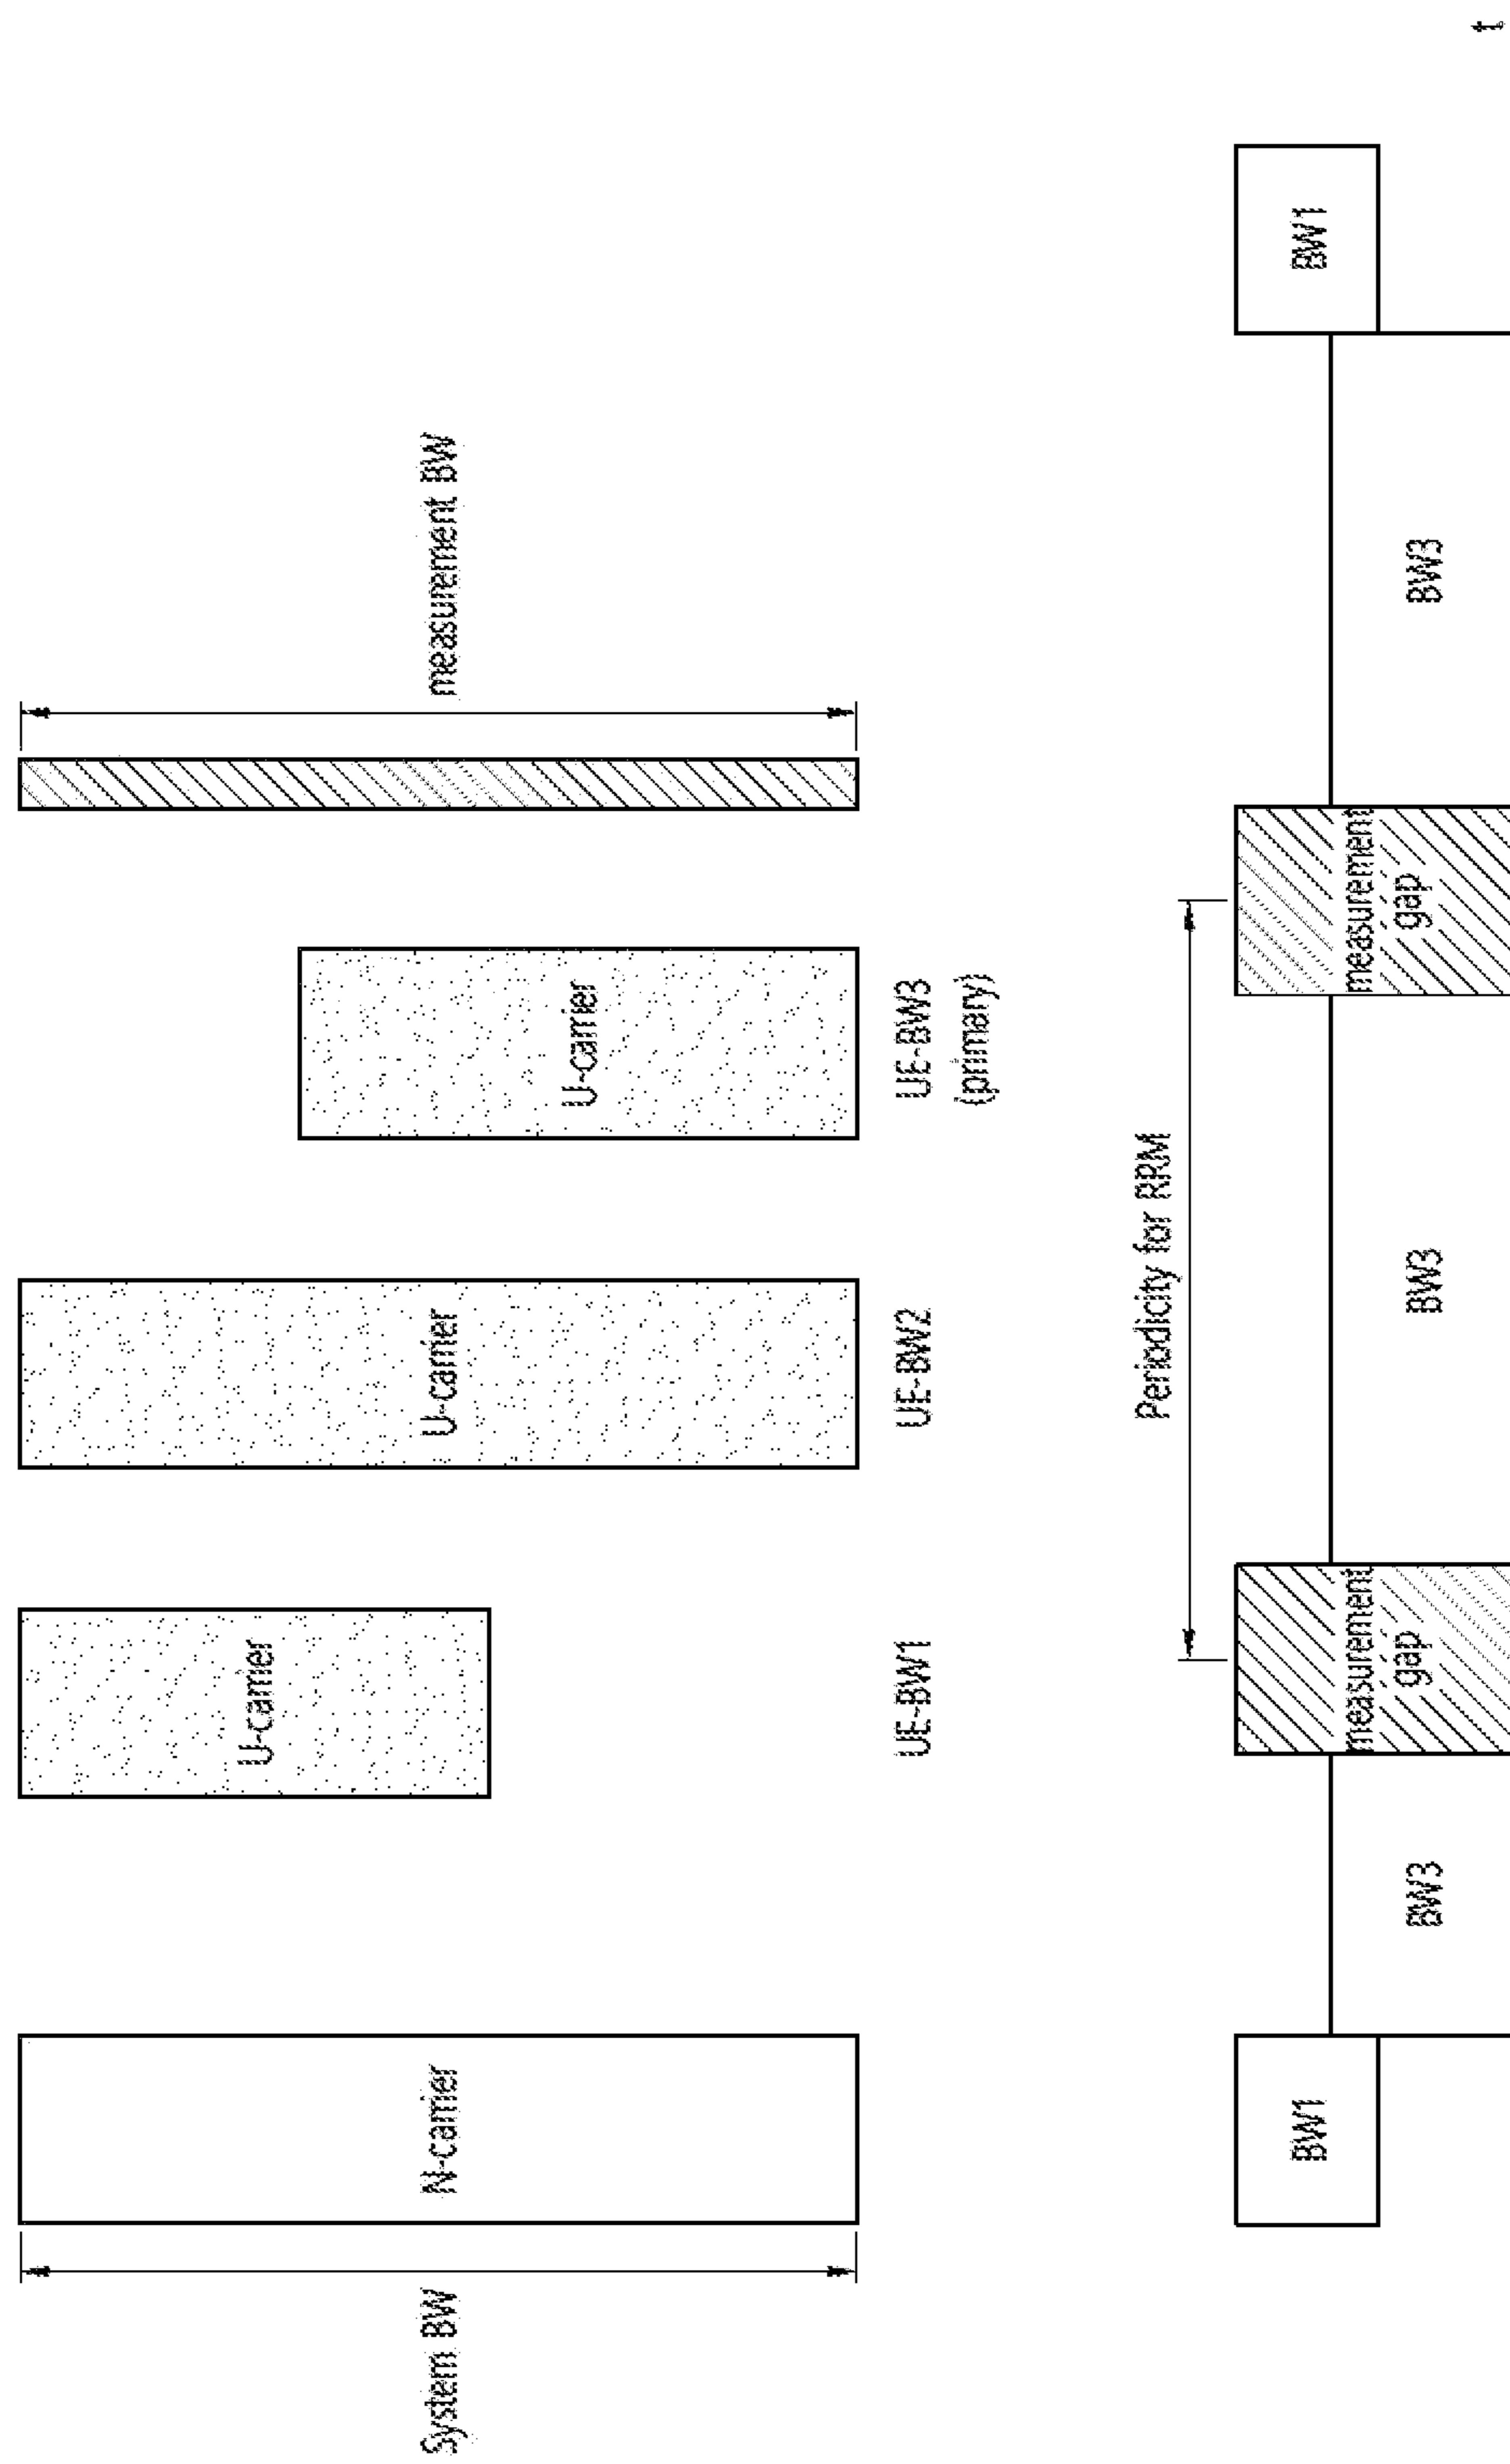 System BW
N-carrier
U-carrier
UE-BW1
U-carrier
UE-BW2
U-carrier
UE-BW3
(primary)
measurement BW
Periodicity for RRM
BW1
BW3
measurement
gap
BW3
measurement
gap
BW3
BW1
t